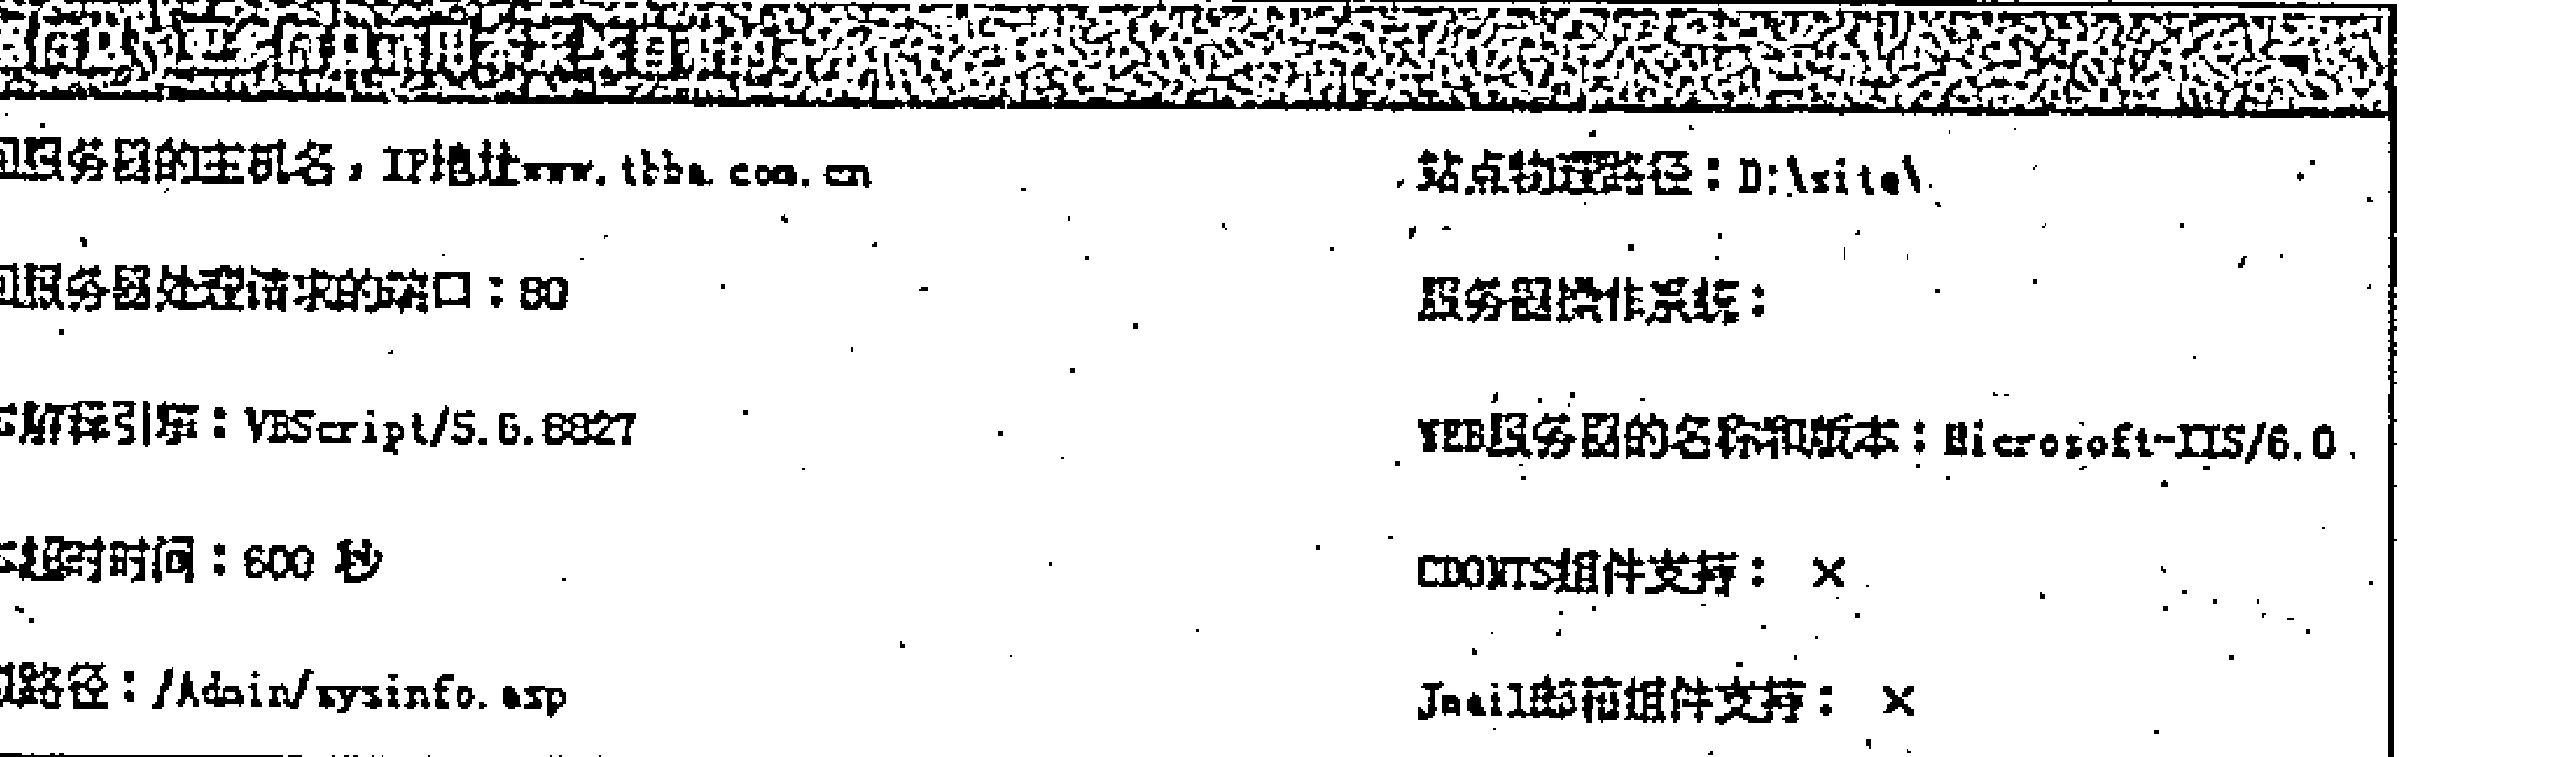 回服务器的主机名，IP地址www.tbba.com.cn 站点物理路径：D:\site\
回服务器处理请求的端口：80 服务器操作系统：
本解释引擎：VBScript/5.6.8827 WEB服务器的名称和版本：Microsoft-IIS/6.0
本超时时间：600 秒 CDONTS组件支持： ×
路径：/Admin/sysinfo.asp Jmail邮箱组件支持： ×